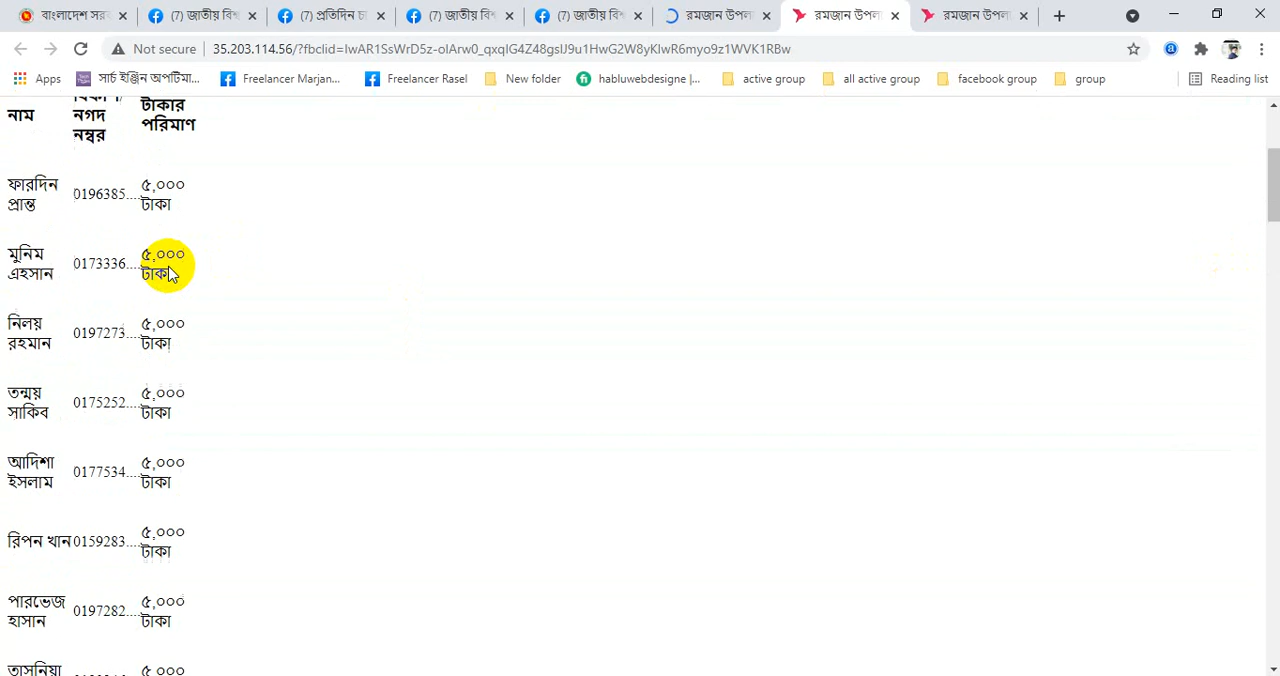 বাংলাদেশ সরব
(7) জাতীয় বিশ্ব
(7) প্রতিদিন চা
(7) জাতীয় বিশ্ব
(7) জাতীয় বিশ্ব
রমজান উপল
রমজান উপল
রমজান উপল
Not secure
35.203.114.56/?fbclid=IwAR1SsWrD5z-oIArw0_qxqIG4Z48gsIJ9u1HwG2W8yKIwR6myo9z1WVK1RBw
Apps
সার্চ ইঞ্জিন অপটিমা...
Freelancer Marjan...
Freelancer Rasel
New folder
habluwebdesigne |...
active group
all active group
facebook group
group
Reading list
নাম
নগদ
নম্বর
টাকার
পরিমাণ
ফারদিন
প্রান্ত
0196385....
৫,০০০
টাকা
মুনিম
এহসান
0173336....
৫,০০০
টাকা
নিলয়
রহমান
0197273....
৫,০০০
টাকা
তন্ময়
সাকিব
0175252....
৫,০০০
টাকা
আদিশা
ইসলাম
0177534....
৫,০০০
টাকা
রিপন খান
0159283....
৫,০০০
টাকা
পারভেজ
হাসান
0197282....
৫,০০০
টাকা
তাসনিয়া
৫,০০০